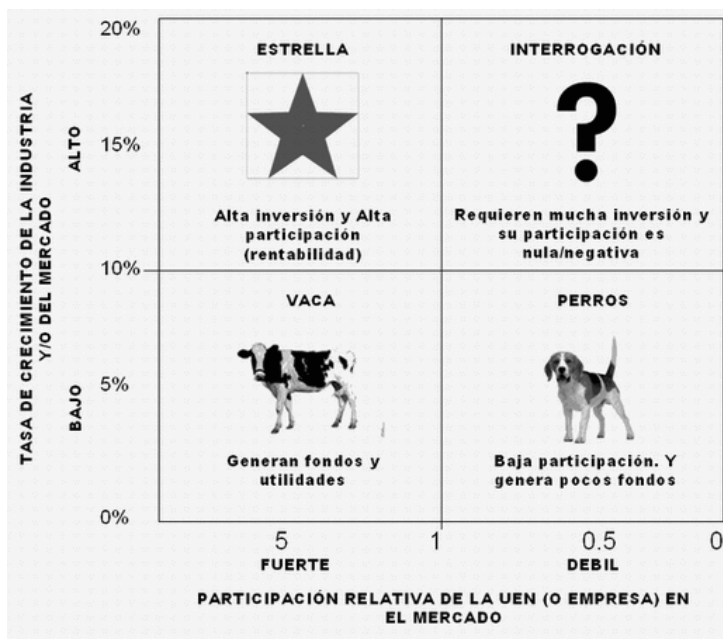 20%
ESTRELLA
INTERROGACIÓN
TASA DE CRECIMIENTO DE LA INDUSTRIA
Y/O DEL MERCADO
ALTO
15%
Alta inversión y Alta
participación
(rentabilidad)
Requieren mucha inversión y
su participación es
nula/negativa
10%
VACA
PERROS
BAJO
5%
Generan fondos y
utilidades
Baja participación. Y
genera pocos fondos
0%
5
1
0.5
0
FUERTE
DEBIL
PARTICIPACIÓN RELATIVA DE LA UEN (O EMPRESA) EN
EL MERCADO